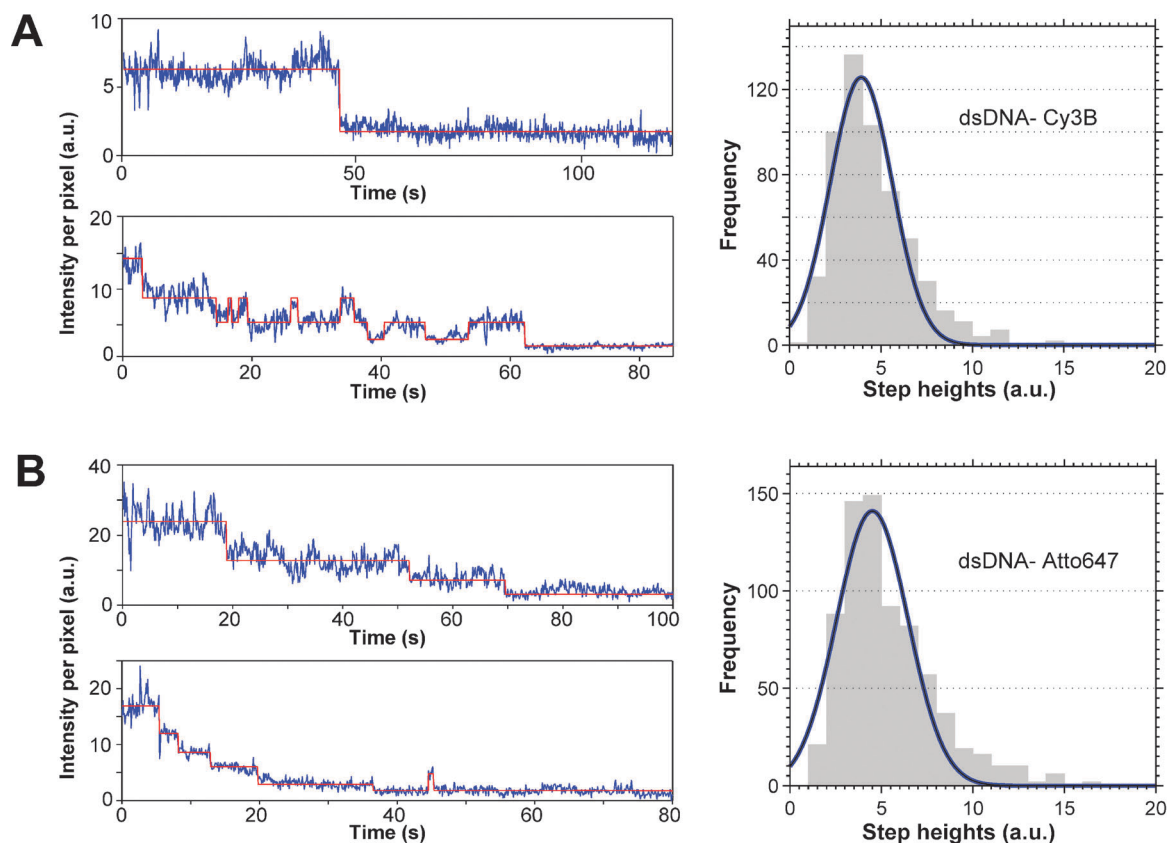 A
Intensity per pixel (a.u.)
10
5
0
0 50 100
Time (s)
20
10
0
0 20 40 60 80
Time (s)
Frequency
120
80
40
0
dsDNA- Cy3B
0 5 10 15 20
Step heights (a.u.)
B
Intensity per pixel (a.u.)
40
30
20
10
0
0 20 40 60 80 100
Time (s)
20
10
0
0 20 40 60 80
Time (s)
Frequency
150
100
50
0
dsDNA- Atto647
0 5 10 15 20
Step heights (a.u.)